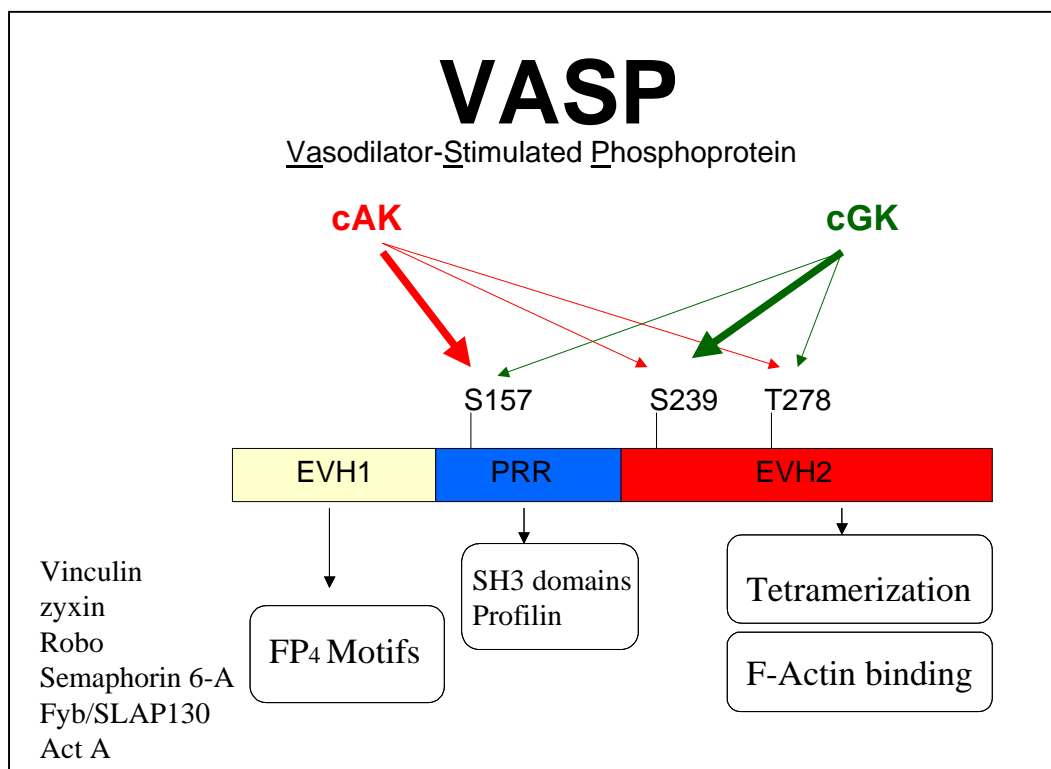 VASP
Vasodilator-Stimulated Phosphoprotein
cAK
cGK
S157
S239
T278
EVH1
PRR
EVH2
Vinculin
zyxin
Robo
Semaphorin 6-A
Fyb/SLAP130
Act A
FP4 Motifs
SH3 domains
Profilin
Tetramerization
F-Actin binding